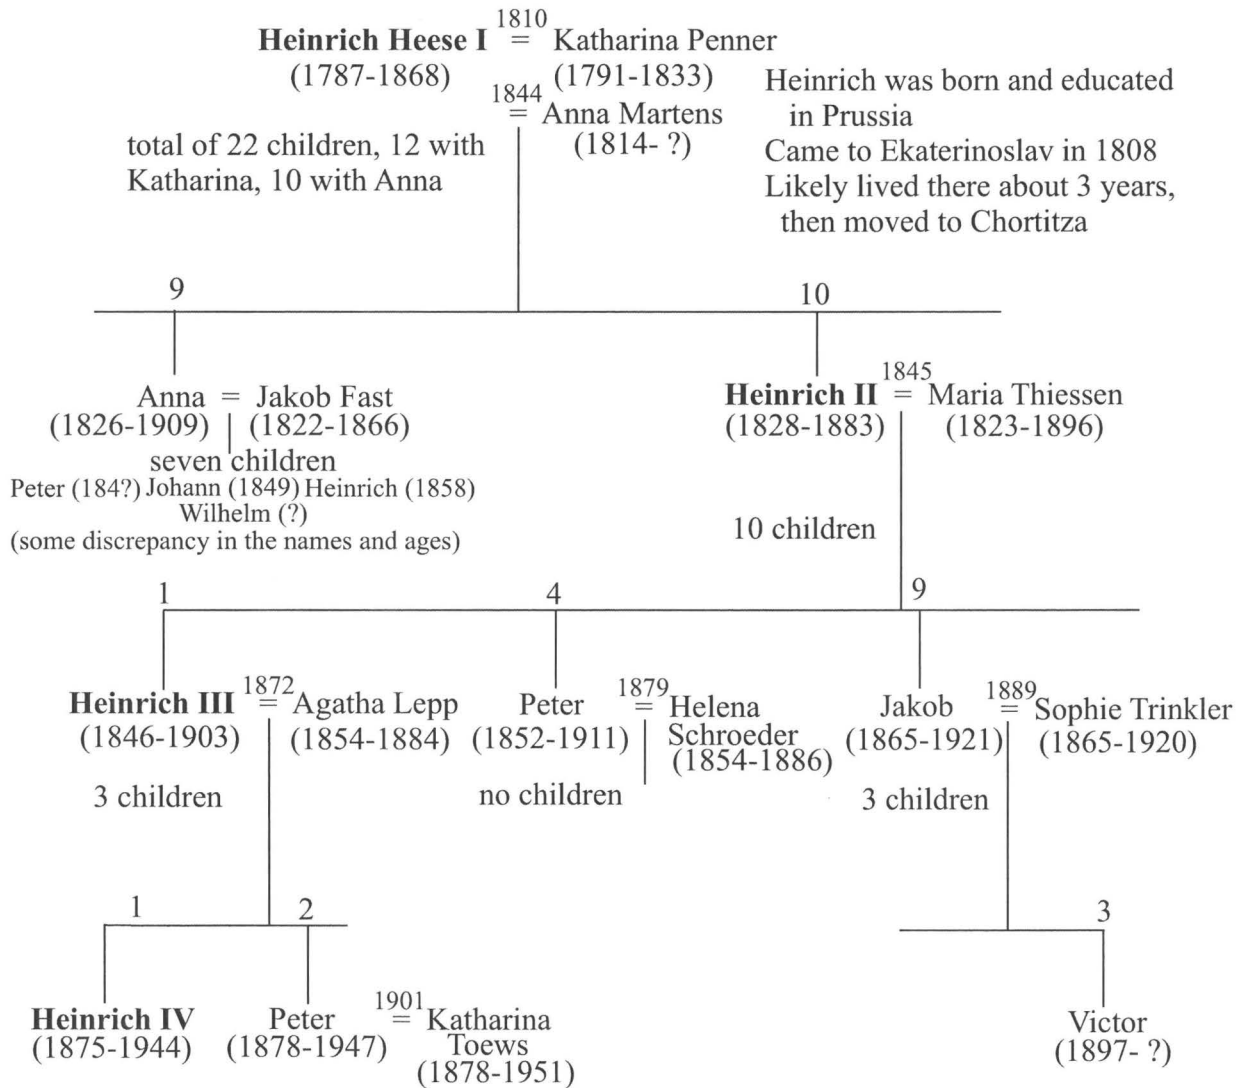 1810
Heinrich Heese I = Katharina Penner
(1787-1868) (1791-1833)
1844
= Anna Martens
(1814- ?)
total of 22 children, 12 with
Katharina, 10 with Anna
Heinrich was born and educated
in Prussia
Came to Ekaterinoslav in 1808
Likely lived there about 3 years,
then moved to Chortitza
9 10
Anna = Jakob Fast
(1826-1909) (1822-1866)
seven children
Peter (184?) Johann (1849) Heinrich (1858)
Wilhelm (?)
(some discrepancy in the names and ages)
1845
Heinrich II = Maria Thiessen
(1828-1883) (1823-1896)
10 children
1 4 9
1872
Heinrich III = Agatha Lepp
(1846-1903) (1854-1884)
3 children
1879
Peter = Helena
Schroeder
(1852-1911) (1854-1886)
no children
1889
Jakob = Sophie Trinkler
(1865-1921) (1865-1920)
3 children
1 2 3
Heinrich IV
(1875-1944)
1901
Peter = Katharina
Toews
(1878-1947) (1878-1951)
Victor
(1897- ?)